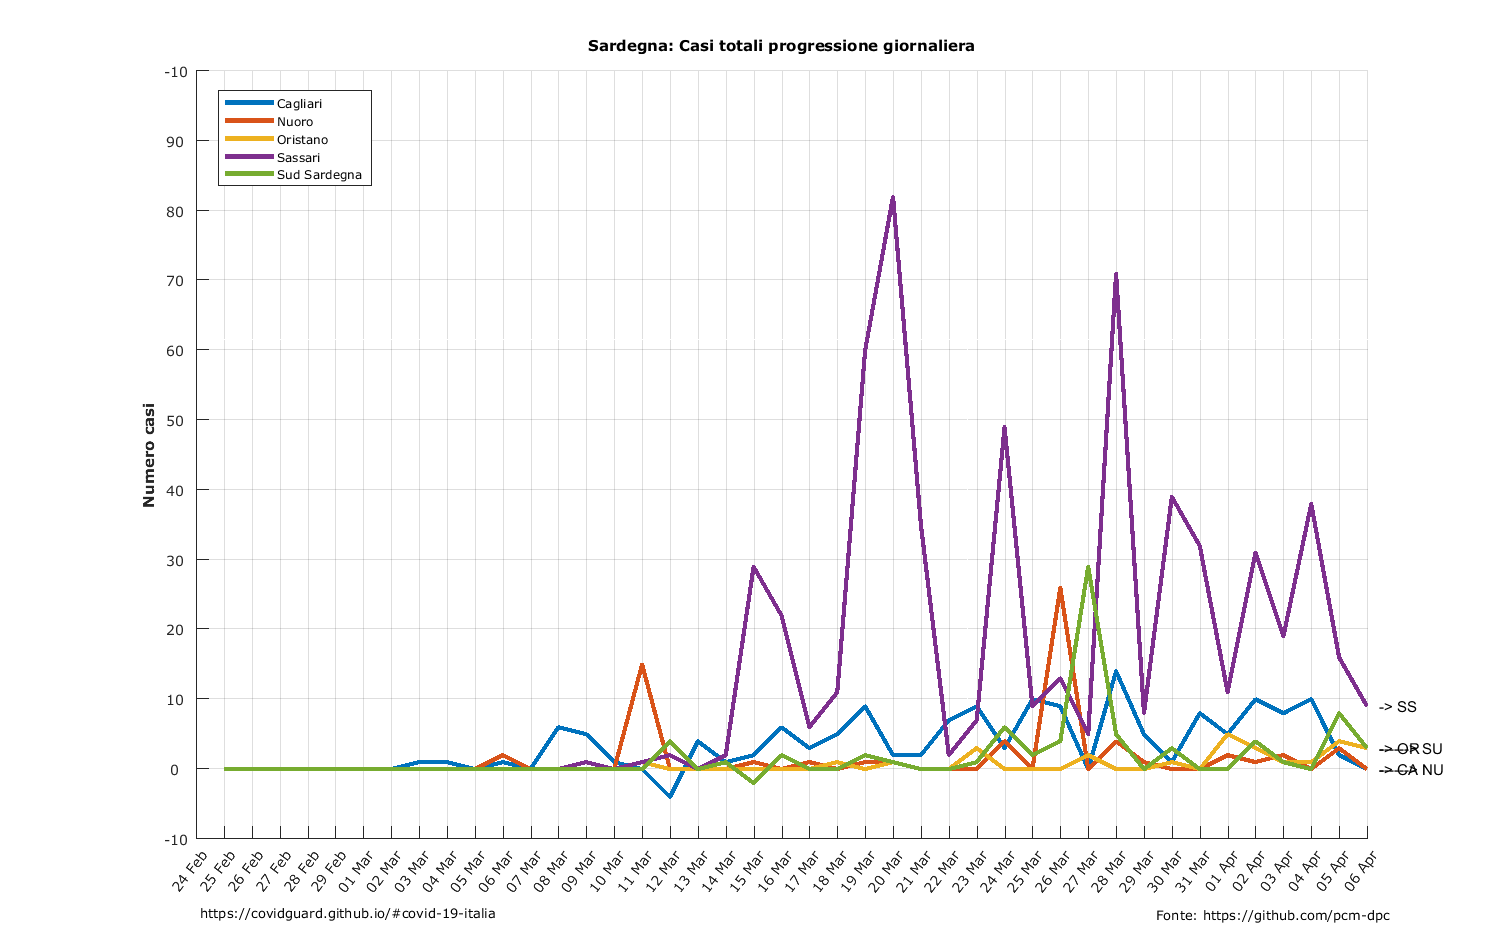 Sardegna: Casi totali progressione giornaliera
-10
90
80
70
60
50
40
30
20
10
0
-10
Numero casi
Cagliari
Nuoro
Oristano
Sassari
Sud Sardegna
-> SS
-> OR
SU
-> CA
NU
24 Feb
25 Feb
26 Feb
27 Feb
28 Feb
29 Feb
01 Mar
02 Mar
03 Mar
04 Mar
05 Mar
06 Mar
07 Mar
08 Mar
09 Mar
10 Mar
11 Mar
12 Mar
13 Mar
14 Mar
15 Mar
16 Mar
17 Mar
18 Mar
19 Mar
20 Mar
21 Mar
22 Mar
23 Mar
24 Mar
25 Mar
26 Mar
27 Mar
28 Mar
29 Mar
30 Mar
31 Mar
01 Apr
02 Apr
03 Apr
04 Apr
05 Apr
06 Apr
https://covidguard.github.io/#covid-19-italia
Fonte: https://github.com/pcm-dpc